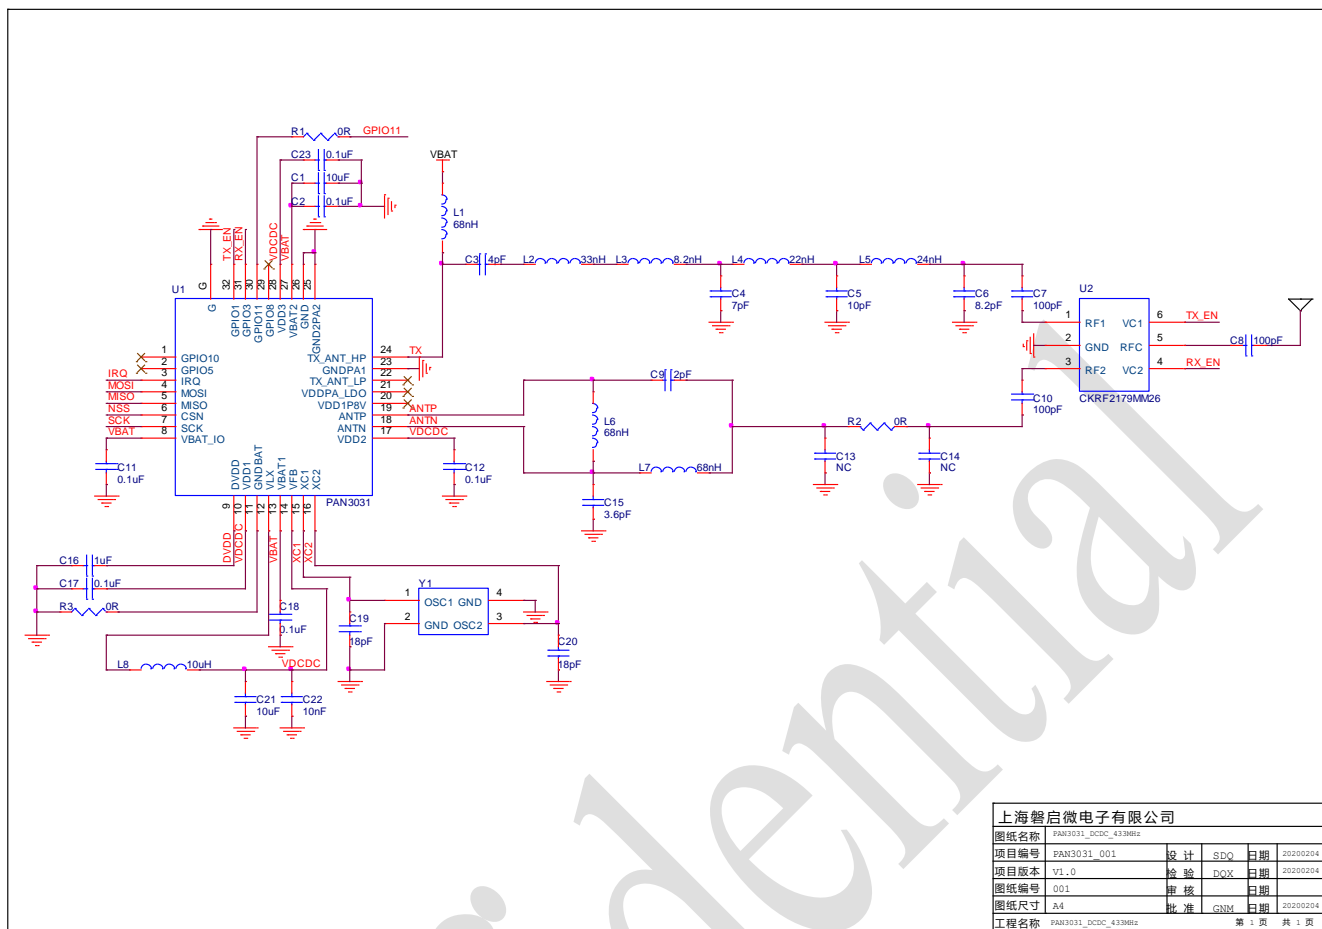 R1 0R GPIO11
C23 0.1uF
C1 10uF
C2 0.1uF
VBAT
L1
68nH
TX_EN
RX_EN
VDCDC
VBAT
G 32 31 30 29 28 27 26 25
C3 4pF L2 33nH L3 8.2nH L4 22nH L5 24nH
C4
7pF
C5
10pF
C6
8.2pF
C7
100pF
U1
G GPIO1 GPIO3 GPIO11 GPIO8 VDD3 VBAT2 GND GND2PA2
U2
1 RF1 VC1 6 TX_EN
2 GND RFC 5 C8 100pF
3 RF2 VC2 4 RX_EN
CKRF2179MM26
1 GPIO10
2 GPIO5
IRQ 3 IRQ
MOSI 4 MOSI
MISO 5 MISO
NSS 6 CSN
SCK 7 SCK
VBAT 8 VBAT_IO
TX_ANT_HP 24 TX
GNDPA1 23
TX_ANT_LP 22
VDDPA_LDO 21
VDD1P8V 20
ANTP 19 ANTP
ANTN 18 ANTN
VDD2 17 VDCDC
C9 2pF
L6
68nH
L7 68nH
C10
100pF
R2 0R
C13
NC
C14
NC
C15
3.6pF
C11
0.1uF
C12
0.1uF
DVDD VDD1 GNDBAT VLX VBAT1 VFB XC1 XC2
PAN3031
9 10 11 12 13 14 15 16
DVDD
VDCDC
VBAT
XC1
XC2
C16 1uF
C17 0.1uF
R3 0R
C18
0.1uF
C19
18pF
Y1
1 OSC1 GND 4
2 GND OSC2 3
C20
18pF
L8 10uH VDCDC
C21
10uF
C22
10nF
idential
上海磐启微电子有限公司
图纸名称 PAN3031_DCDC_433MHz
项目编号 PAN3031_001 设 计 SDQ 日期 20200204
项目版本 V1.0 检 验 DQX 日期 20200204
图纸编号 001 审 核 日期
图纸尺寸 A4 批 准 GNM 日期 20200204
工程名称 PAN3031_DCDC_433MHz 第 1 页 共 1 页